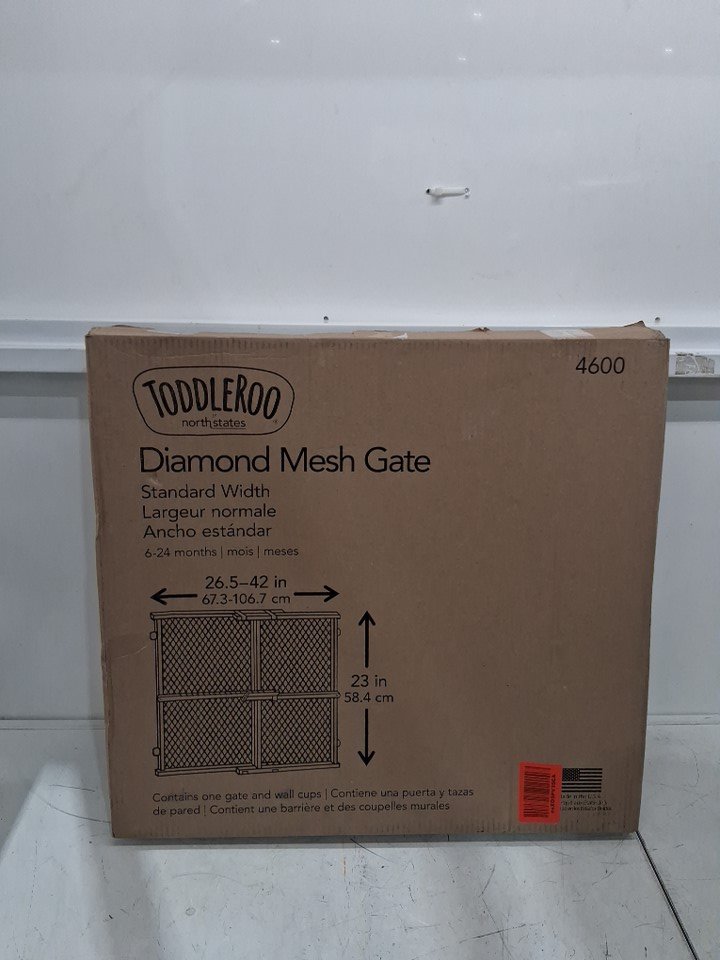 4600
TODDLEROO
by
northstates
Diamond Mesh Gate
Standard Width
Largeur normale
Ancho estándar
6-24 months | mois | meses
26.5–42 in
67.3-106.7 cm
23 in
58.4 cm
Contains one gate and wall cups | Contiene una puerta y tazas
de pared | Contient une barrière et des coupelles murales